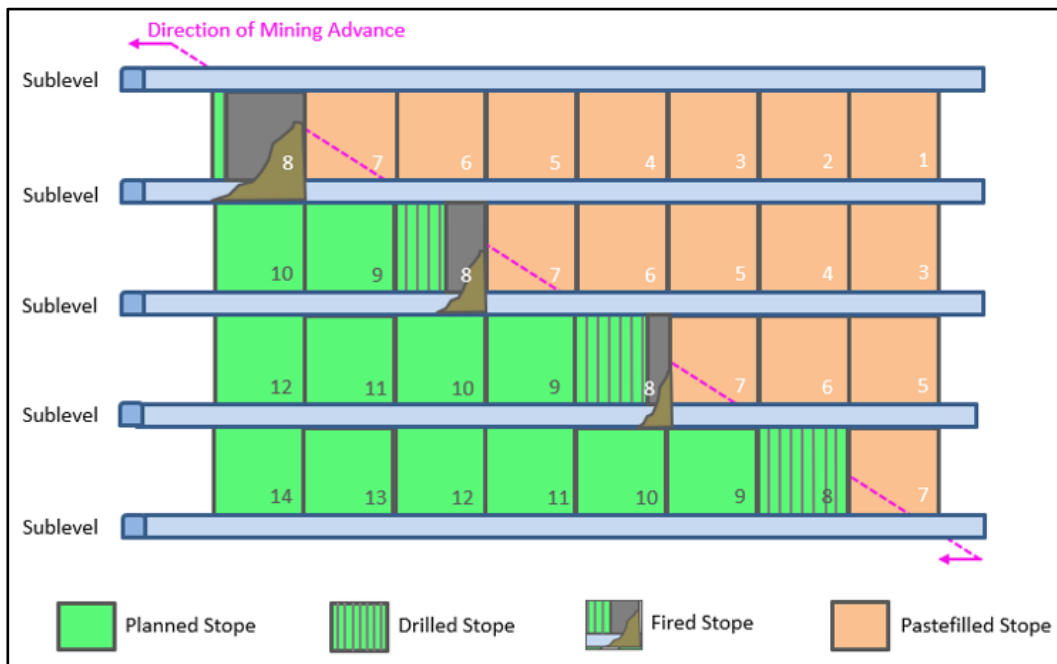 Direction of Mining Advance
Sublevel
8 7 6 5 4 3 2 1
Sublevel
10 9 8 7 6 5 4 3
Sublevel
12 11 10 9 8 7 6 5
Sublevel
14 13 12 11 10 9 8 7
Sublevel
Planned Stope Drilled Stope Fired Stope Pastefilled Stope